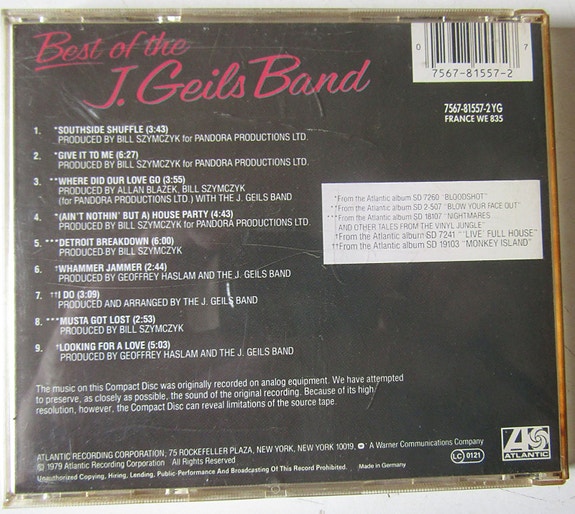 Best of the
J. Geils Band
0 7567-81557-2 7
7567-81557-2 YG
FRANCE WE 835
1. *SOUTHSIDE SHUFFLE (3:43)
PRODUCED BY BILL SZYMCZYK for PANDORA PRODUCTIONS LTD.
2. *GIVE IT TO ME (6:27)
PRODUCED BY BILL SZYMCZYK for PANDORA PRODUCTIONS LTD.
3. **WHERE DID OUR LOVE GO (3:55)
PRODUCED BY ALLAN BLAZEK, BILL SZYMCZYK
(for PANDORA PRODUCTIONS LTD.) WITH THE J. GEILS BAND
4. *(AIN'T NOTHIN' BUT A) HOUSE PARTY (4:43)
PRODUCED BY BILL SZYMCZYK for PANDORA PRODUCTIONS LTD.
5. ***DETROIT BREAKDOWN (6:00)
PRODUCED BY BILL SZYMCZYK
6. †WHAMMER JAMMER (2:44)
PRODUCED BY GEOFFREY HASLAM AND THE J. GEILS BAND
7. ††I DO (3:09)
PRODUCED AND ARRANGED BY THE J. GEILS BAND
8. ***MUSTA GOT LOST (2:53)
PRODUCED BY BILL SZYMCZYK
9. †LOOKING FOR A LOVE (5:03)
PRODUCED BY GEOFFREY HASLAM AND THE J. GEILS BAND
*From the Atlantic album SD 7260 "BLOODSHOT"
**From the Atlantic album SD 2-507 "BLOW YOUR FACE OUT"
***From the Atlantic album SD 18107 "NIGHTMARES
AND OTHER TALES FROM THE VINYL JUNGLE"
†From the Atlantic album SD 7241 "'LIVE' FULL HOUSE"
††From the Atlantic album SD 19103 "MONKEY ISLAND"
The music on this Compact Disc was originally recorded on analog equipment. We have attempted
to preserve, as closely as possible, the sound of the original recording. Because of its high
resolution, however, the Compact Disc can reveal limitations of the source tape.
ATLANTIC RECORDING CORPORATION, 75 ROCKEFELLER PLAZA, NEW YORK, NEW YORK 10019. A Warner Communications Company
© 1979 Atlantic Recording Corporation All Rights Reserved
Unauthorized Copying, Hiring, Lending, Public Performance And Broadcasting Of This Record Prohibited. Made in Germany
LC 0121
ATLANTIC